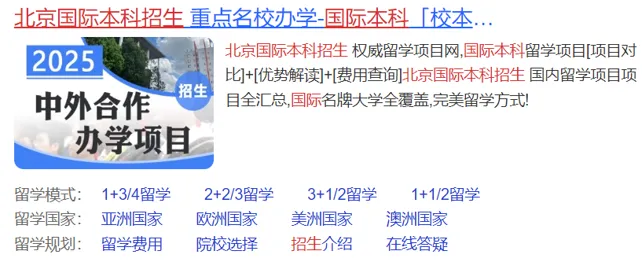 北京国际本科招生 重点名校办学-国际本科「校本…
2025
招生
中外合作
办学项目
北京国际本科招生 权威留学项目网,国际本科留学项目[项目对
比]+[优势解读]+[费用查询]北京国际本科招生 国内留学项目项
目全汇总,国际名牌大学全覆盖,完美留学方式!
留学模式: 1+3/4留学 2+2/3留学 3+1/2留学 1+1/2留学
留学国家: 亚洲国家 欧洲国家 美洲国家 澳洲国家
留学规划: 留学费用 院校选择 招生介绍 在线答疑